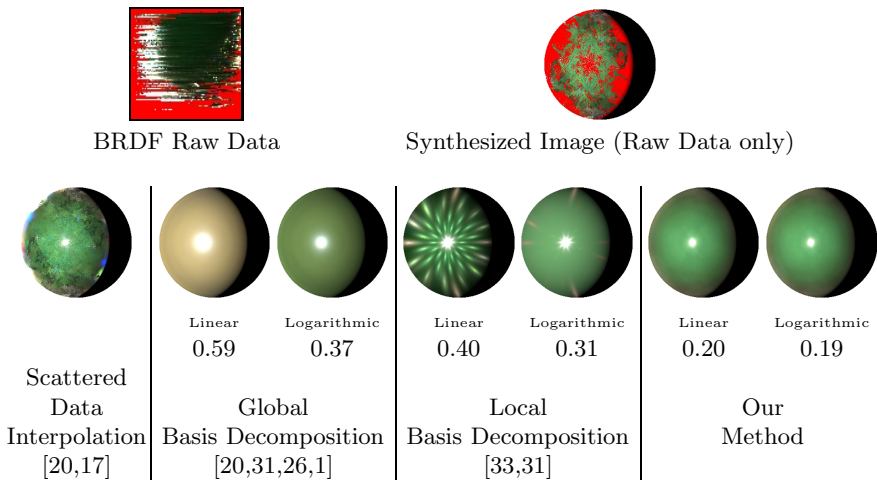 BRDF Raw Data
Synthesized Image (Raw Data only)
Linear
Logarithmic
Linear
Logarithmic
Linear
Logarithmic
0.59
0.37
0.40
0.31
0.20
0.19
Scattered
Data
Interpolation
[20,17]
Global
Basis Decomposition
[20,31,26,1]
Local
Basis Decomposition
[33,31]
Our
Method